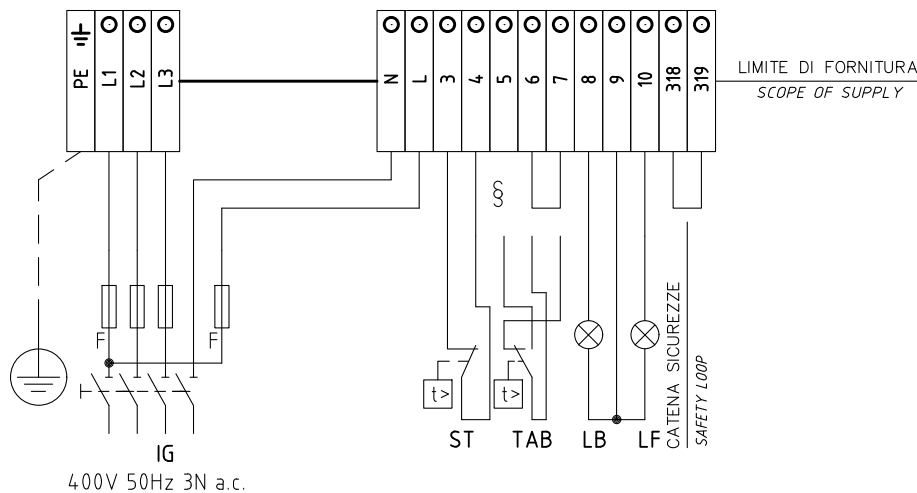 PE L1 L2 L3 N L 3 4 5 6 7 8 9 10 318 319
LIMITE DI FORNITURA
SCOPE OF SUPPLY
§
F F
CATENA SICUREZZE
SAFETY LOOP
t> t>
ST TAB LB LF
IG
400V 50Hz 3N a.c.